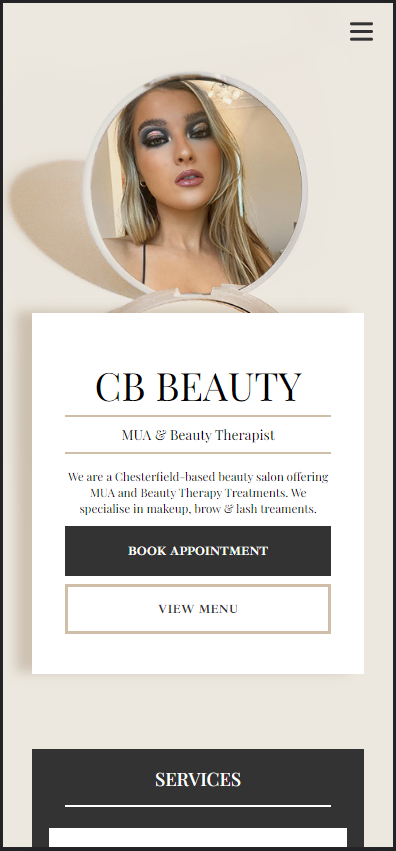 CB BEAUTY
MUA & Beauty Therapist
We are a Chesterfield-based beauty salon offering
MUA and Beauty Therapy Treatments. We
specialise in makeup, brow & lash treaments.
BOOK APPOINTMENT
VIEW MENU
SERVICES